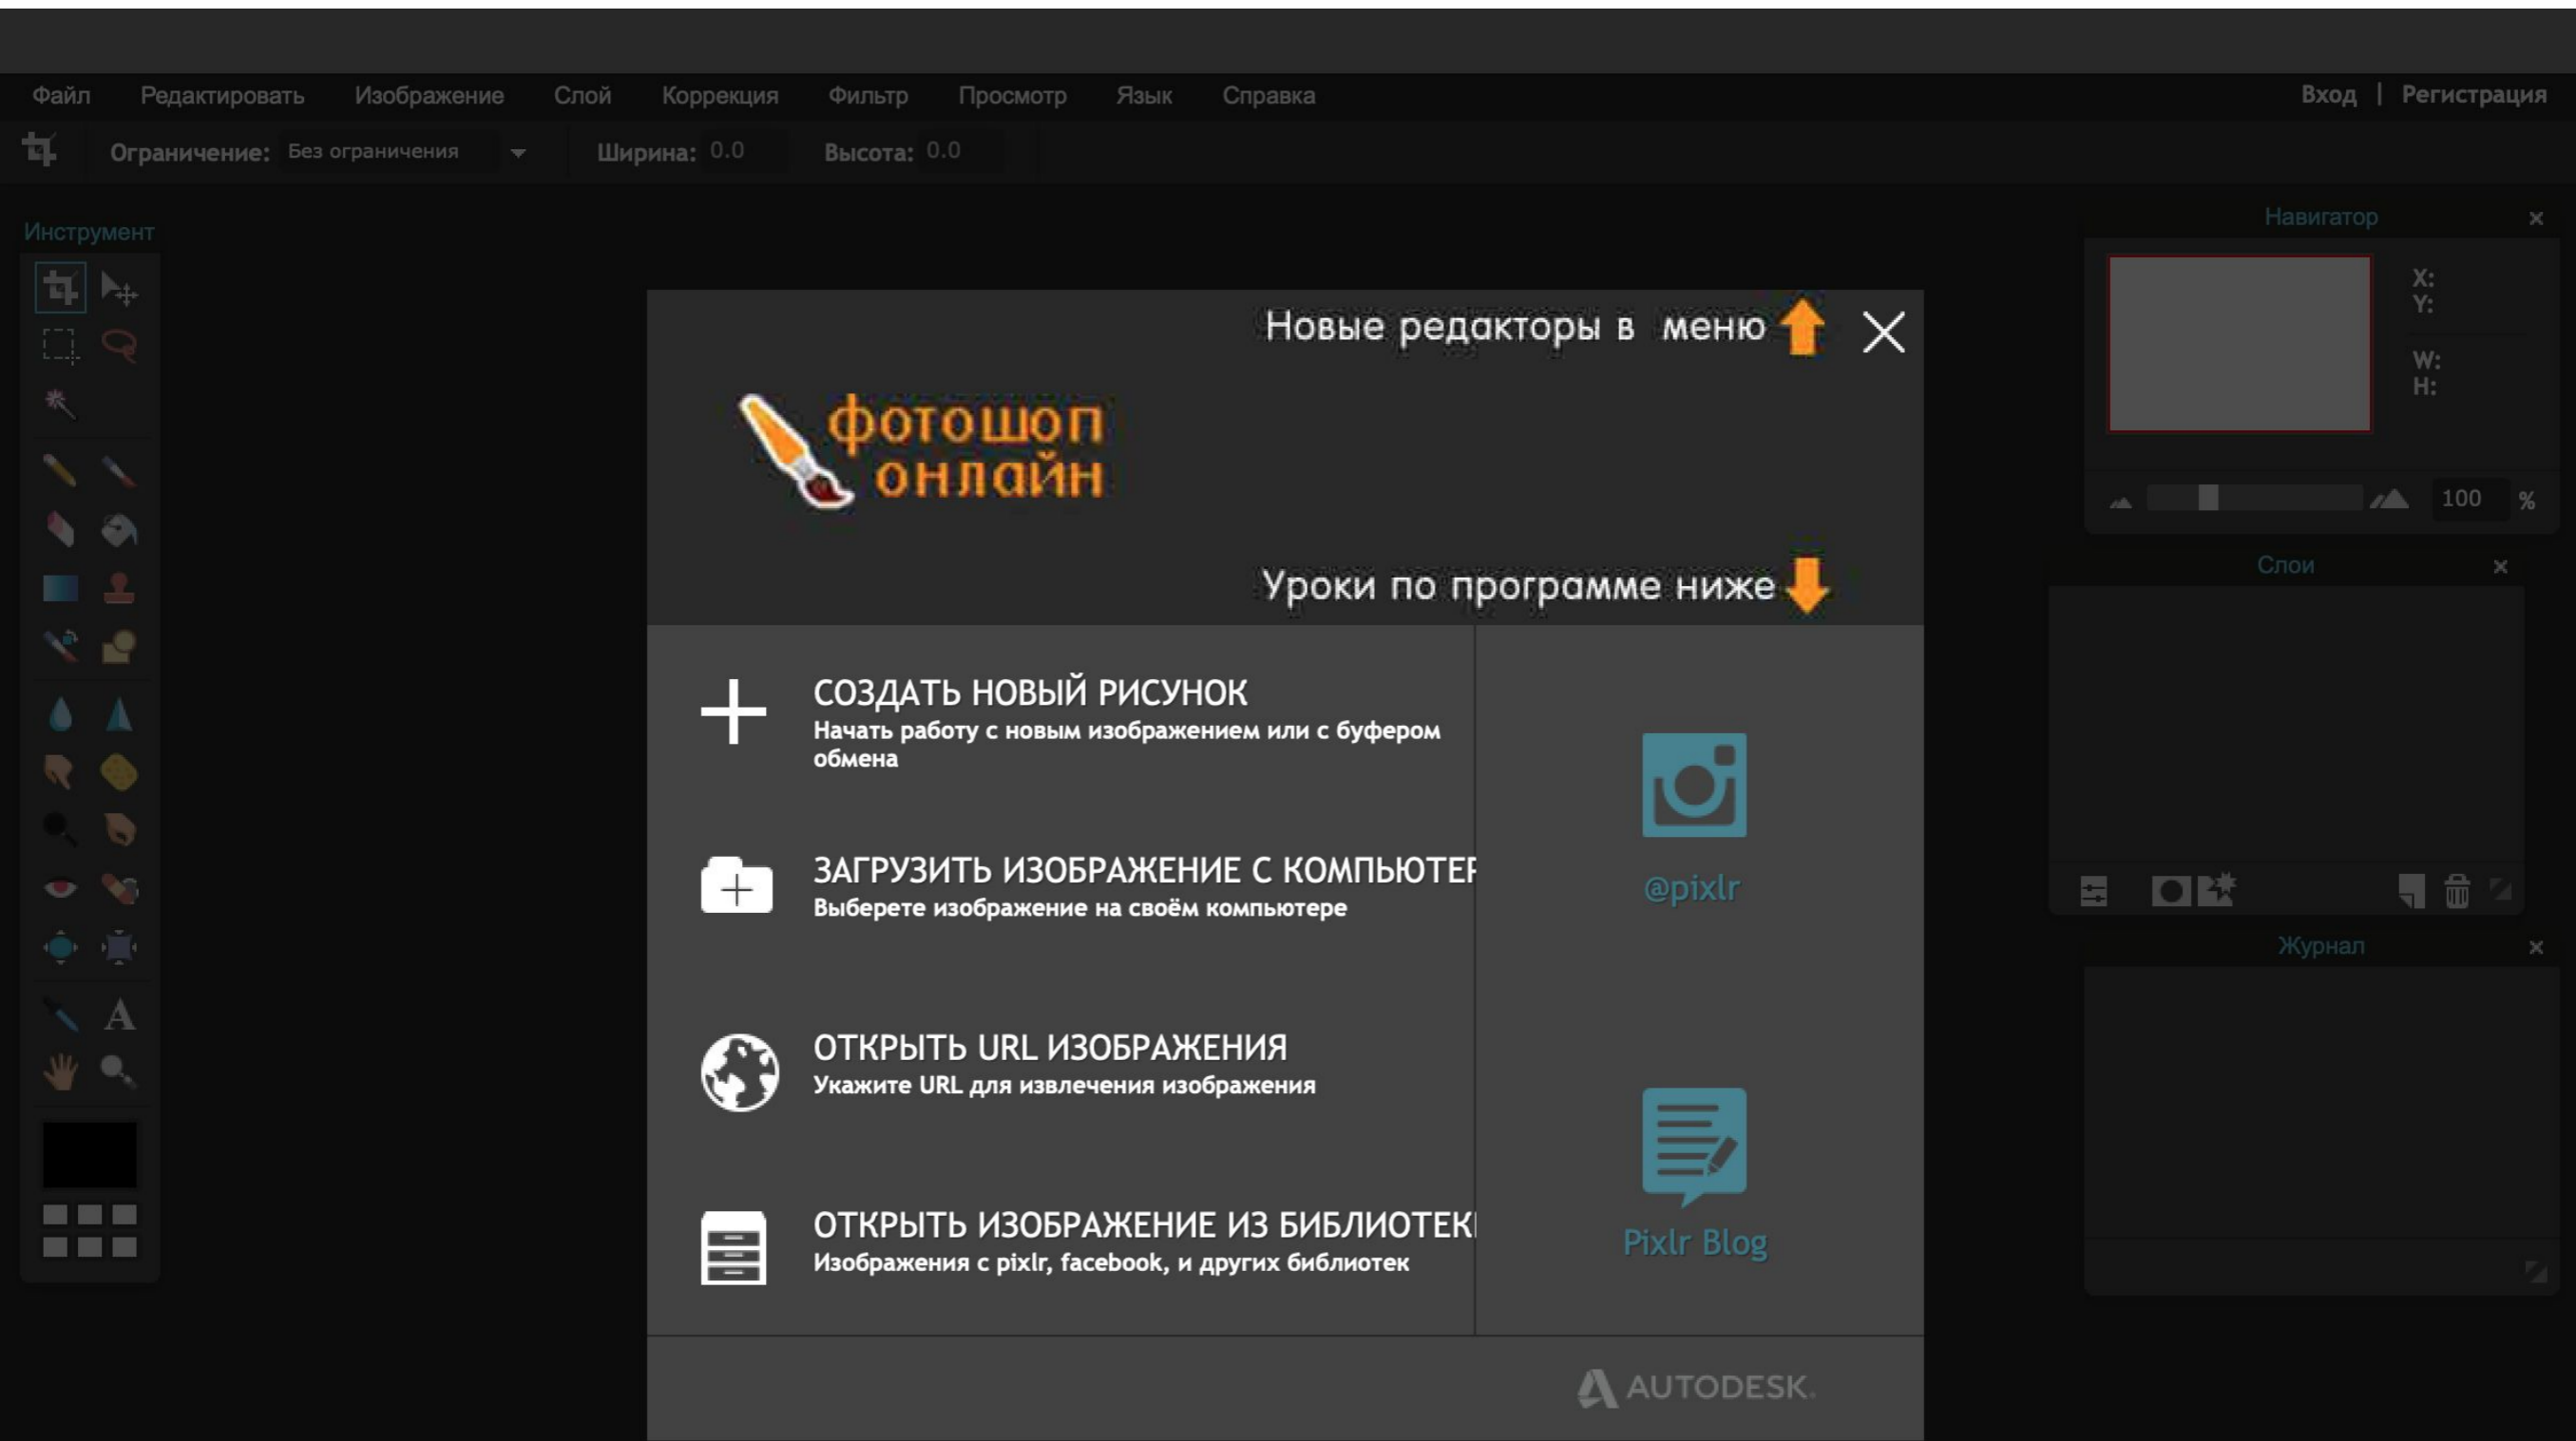 Файл Редактировать Изображение Слой Коррекция Фильтр Просмотр Язык Справка Вход | Регистрация
Ограничение: Без ограничения Ширина: 0.0 Высота: 0.0
Инструмент
Новые редакторы в меню
фотошоп
онлайн
Уроки по программе ниже
СОЗДАТЬ НОВЫЙ РИСУНОК
Начать работу с новым изображением или с буфером
обмена
ЗАГРУЗИТЬ ИЗОБРАЖЕНИЕ С КОМПЬЮТЕР
Выберете изображение на своём компьютере
ОТКРЫТЬ URL ИЗОБРАЖЕНИЯ
Укажите URL для извлечения изображения
ОТКРЫТЬ ИЗОБРАЖЕНИЕ ИЗ БИБЛИОТЕКИ
Изображения с pixlr, facebook, и других библиотек
@pixlr
Pixlr Blog
AUTODESK.
Навигатор
X:
Y:
W:
H:
100 %
Слои
Журнал
A